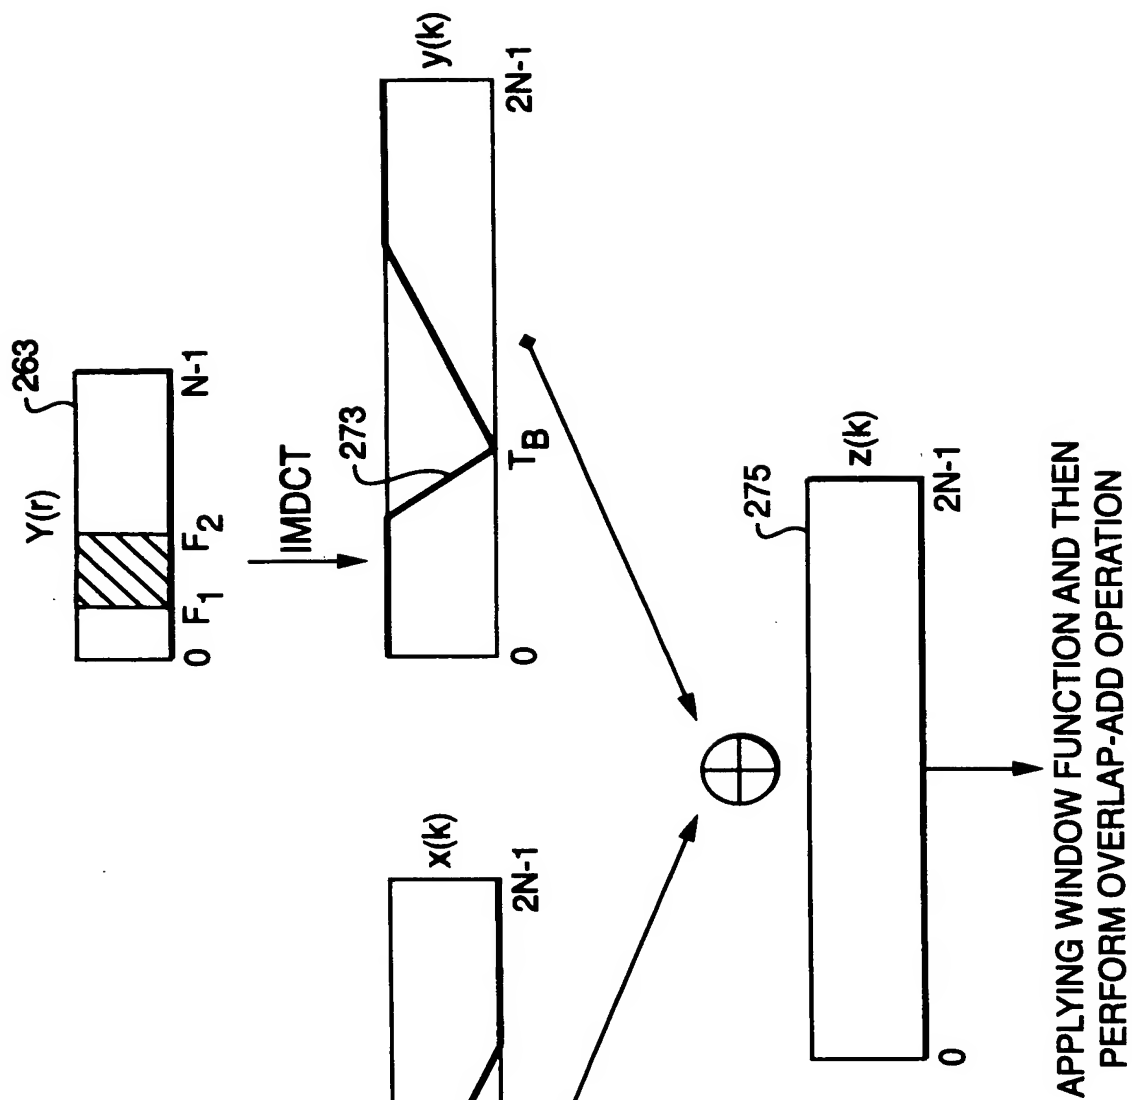 Y(r)
263
0
F1
F2
N-1
IMDCT
273
y(k)
0
TB
2N-1
x(k)
2N-1
275
z(k)
0
2N-1
APPLYING WINDOW FUNCTION AND THEN
PERFORM OVERLAP-ADD OPERATION